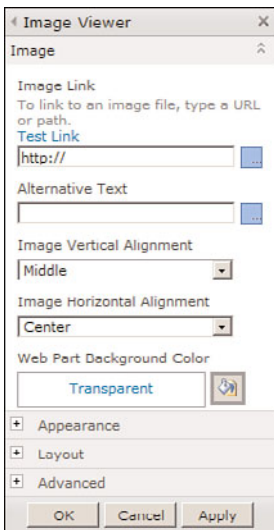 Image Viewer
Image
Image Link
To link to an image file, type a URL
or path.
Test Link
http://
...
Alternative Text
...
Image Vertical Alignment
Middle
Image Horizontal Alignment
Center
Web Part Background Color
Transparent
Appearance
Layout
Advanced
OK Cancel Apply